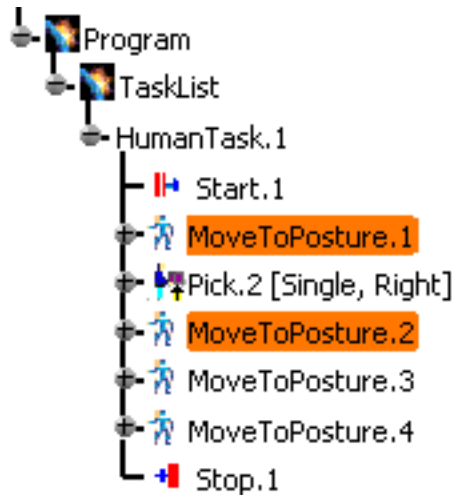 Program
TaskList
HumanTask.1
Start.1
MoveToPosture.1
Pick.2 [Single, Right]
MoveToPosture.2
MoveToPosture.3
MoveToPosture.4
Stop.1